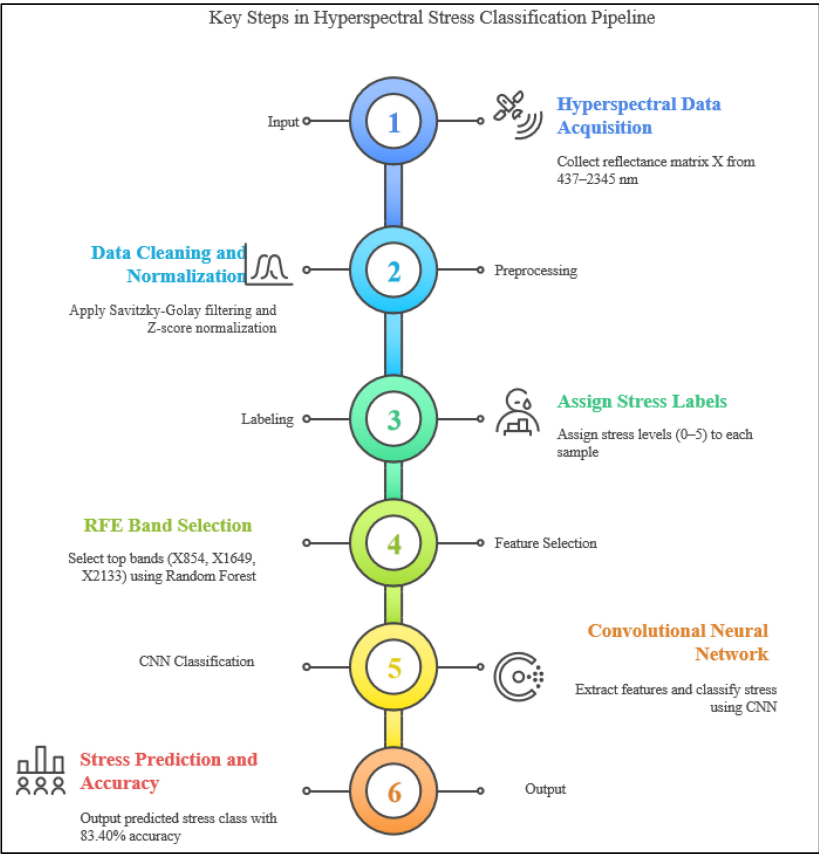 Key Steps in Hyperspectral Stress Classification Pipeline
Input
1
Hyperspectral Data
Acquisition
Collect reflectance matrix X from
437–2345 nm
Data Cleaning and
Normalization
Apply Savitzky-Golay filtering and
Z-score normalization
2
Preprocessing
Labeling
3
Assign Stress Labels
Assign stress levels (0–5) to each
sample
RFE Band Selection
Select top bands (X854, X1649,
X2133) using Random Forest
4
Feature Selection
CNN Classification
5
Convolutional Neural
Network
Extract features and classify stress
using CNN
Stress Prediction and
Accuracy
Output predicted stress class with
83.40% accuracy
6
Output